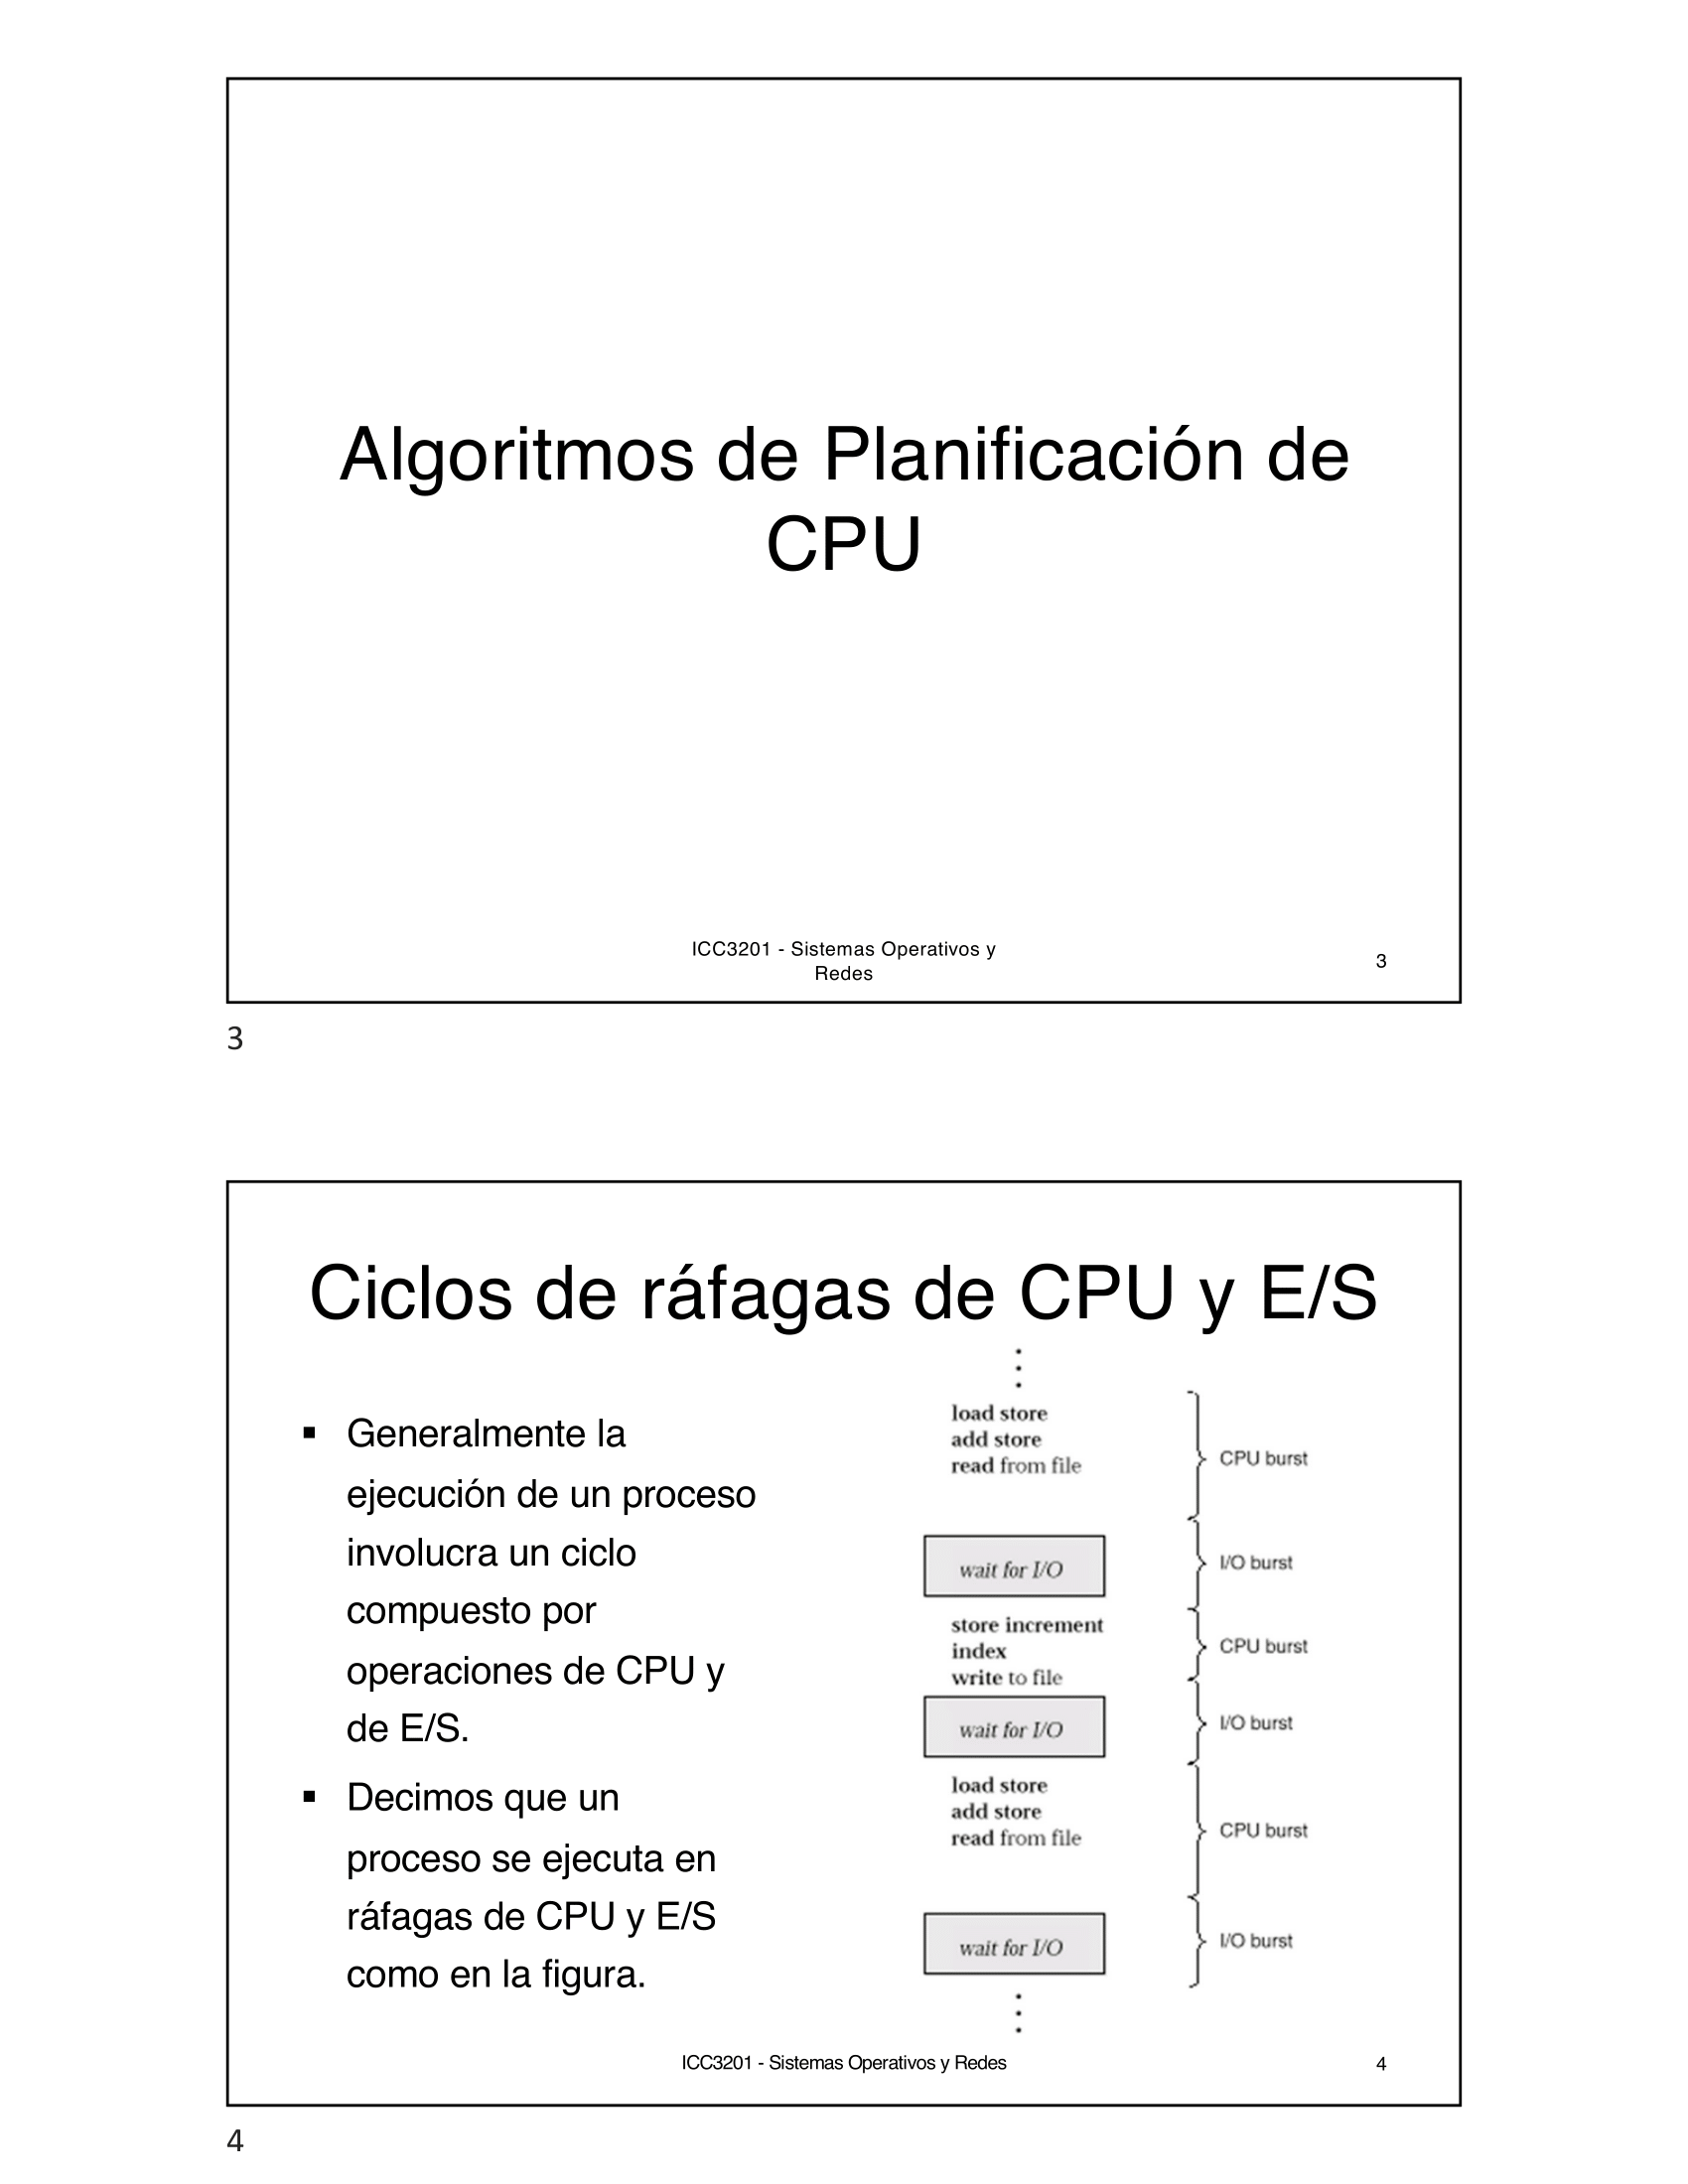 Algoritmos de Planificación de
CPU
ICC3201 - Sistemas Operativos y
Redes
3
3
Ciclos de ráfagas de CPU y E/S
▪ Generalmente la
ejecución de un proceso
involucra un ciclo
compuesto por
operaciones de CPU y
de E/S.
▪ Decimos que un
proceso se ejecuta en
ráfagas de CPU y E/S
como en la figura.
load store
add store
read from file
CPU burst
wait for I/O
I/O burst
store increment
index
write to file
CPU burst
wait for I/O
I/O burst
load store
add store
read from file
CPU burst
wait for I/O
I/O burst
ICC3201 - Sistemas Operativos y Redes
4
4